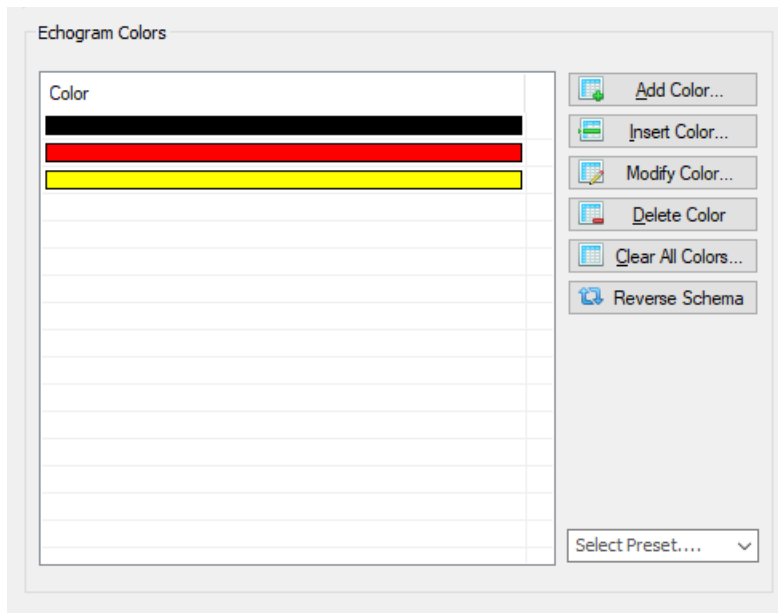 Echogram Colors
Color
Add Color...
Insert Color...
Modify Color...
Delete Color
Clear All Colors...
Reverse Schema
Select Preset....